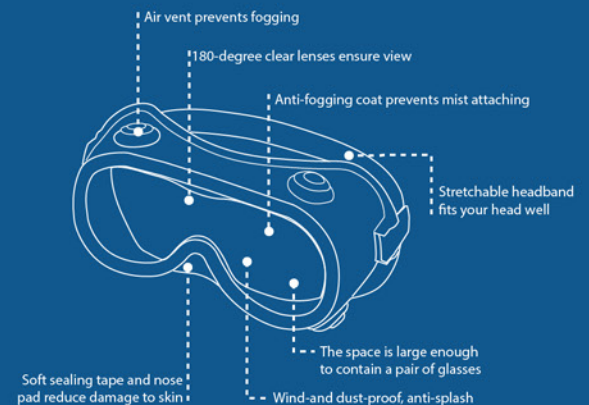 Air vent prevents fogging
180-degree clear lenses ensure view
Anti-fogging coat prevents mist attaching
Stretchable headband
fits your head well
The space is large enough
to contain a pair of glasses
Soft sealing tape and nose
pad reduce damage to skin
Wind-and dust-proof, anti-splash